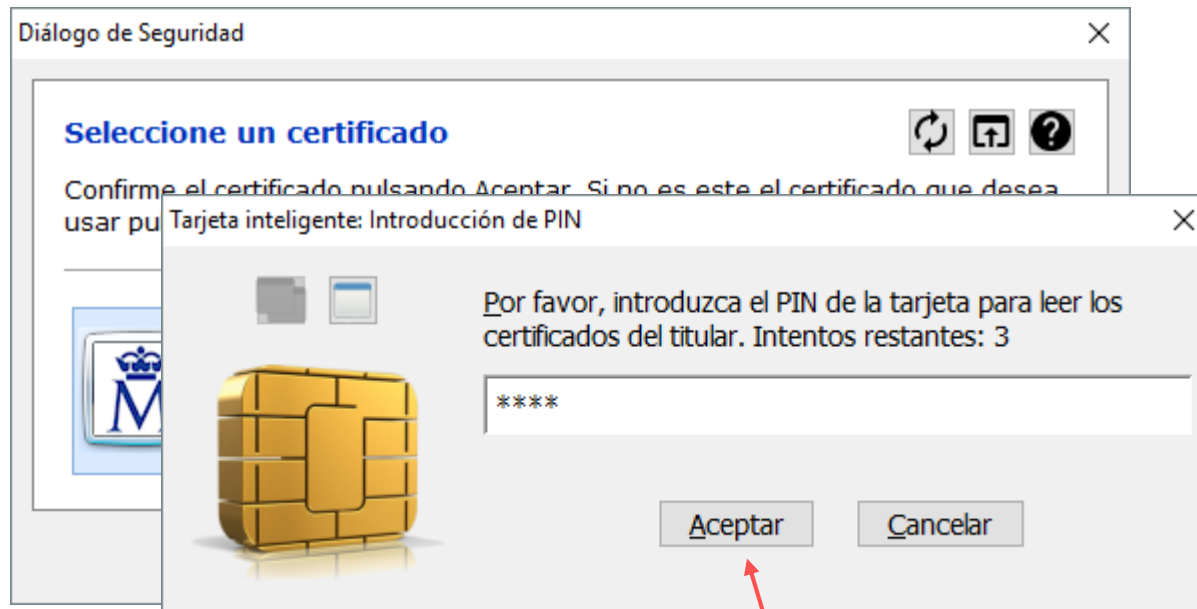 Diálogo de Seguridad
Seleccione un certificado
Confirme el certificado pulsando Aceptar. Si no es este el certificado que desea
usar pu
Tarjeta inteligente: Introducción de PIN
Por favor, introduzca el PIN de la tarjeta para leer los
certificados del titular. Intentos restantes: 3
****
Aceptar Cancelar
M